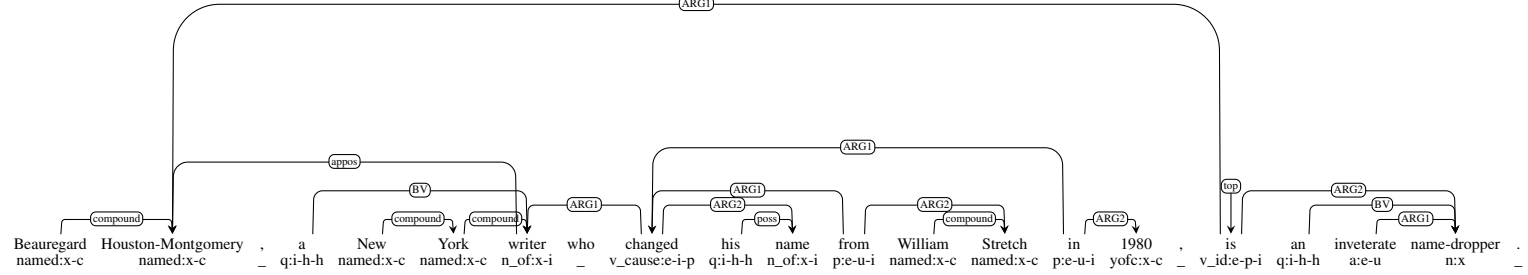 ARG1
ARG1
appos
BV ARG1 ARG2
top
compound compound compound ARG1 ARG2 poss ARG2 compound ARG2 BV ARG1
Beauregard Houston-Montgomery , a New York writer who changed his name from William Stretch in 1980 , is an inveterate name-dropper .
named:x-c named:x-c _ q:i-h-h named:x-c named:x-c n_of:x-i _ v_cause:e-i-p q:i-h-h n_of:x-i p:e-u-i named:x-c named:x-c p:e-u-i yofc:x-c _ v_id:e-p-i q:i-h-h a:e-u n:x _